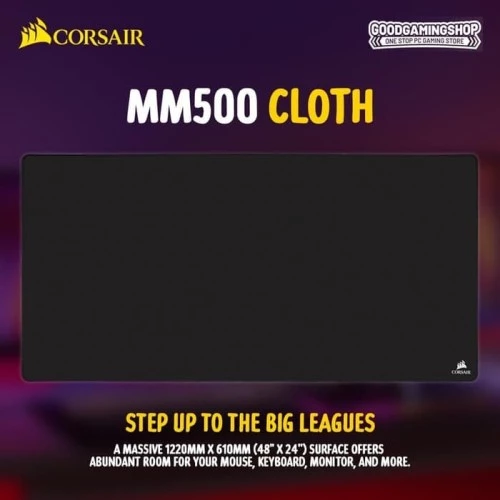 CORSAIR
GOODGAMINGSHOP
ONE STOP PC GAMING STORE
MM500 CLOTH
CORSAIR
STEP UP TO THE BIG LEAGUES
A MASSIVE 1220MM X 610MM (48" X 24") SURFACE OFFERS
ABUNDANT ROOM FOR YOUR MOUSE, KEYBOARD, MONITOR, AND MORE.